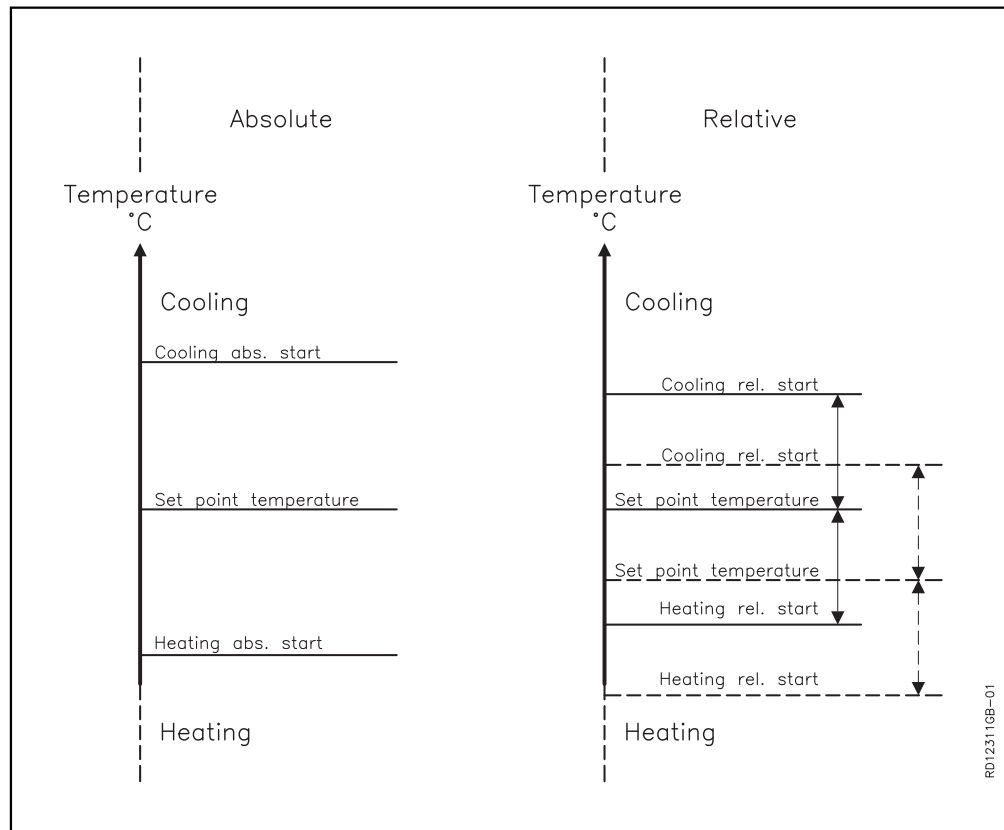 Absolute
Temperature
°C
Cooling
Cooling abs. start
Set point temperature
Heating abs. start
Heating
Relative
Temperature
°C
Cooling
Cooling rel. start
Cooling rel. start
Set point temperature
Set point temperature
Heating rel. start
Heating rel. start
Heating
RD12311GB-01